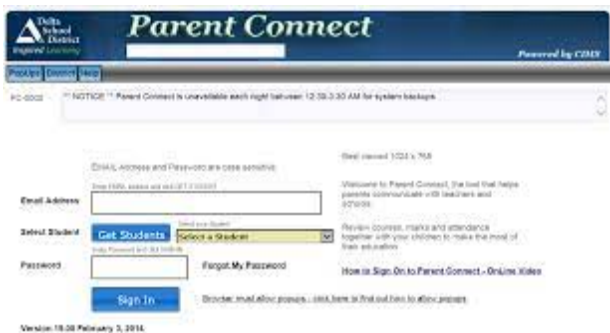 Delta
School
District
Inspired Learning
Parent Connect
Powered by CIMS
PopUps District Help
PC-0002 ** NOTICE ** Parent Connect is unavailable each night between 12:30-3:30 AM for system backups
EMAIL Address and Password are case sensitive
Best viewed 1024 x 768
Email Address
Welcome to Parent Connect, the tool that helps
parents communicate with teachers and
schools.
Select your Student
Select Student Get Students Select a Student
Review courses, marks and attendance
together with your children to make the most of
their education
Password
Forgot My Password
How to Sign On to Parent Connect - OnLine Video
Sign In
Browser must allow popups - click here to find out how to allow popups
Version 15.00 February 3, 2014